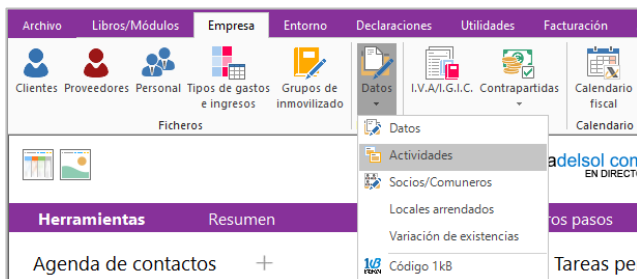 Archivo Libros/Módulos Empresa Entorno Declaraciones Utilidades Facturación
Clientes Proveedores Personal Tipos de gastos e ingresos Grupos de inmovilizado Datos I.V.A/I.G.I.C. Contrapartidas Calendario fiscal
Ficheros Calendario
Datos
Actividades
Socios/Comuneros
Locales arrendados
Variación de existencias
Código 1kB
adelsol con
EN DIRECTO
Herramientas Resumen ros pasos
Agenda de contactos + Tareas pe